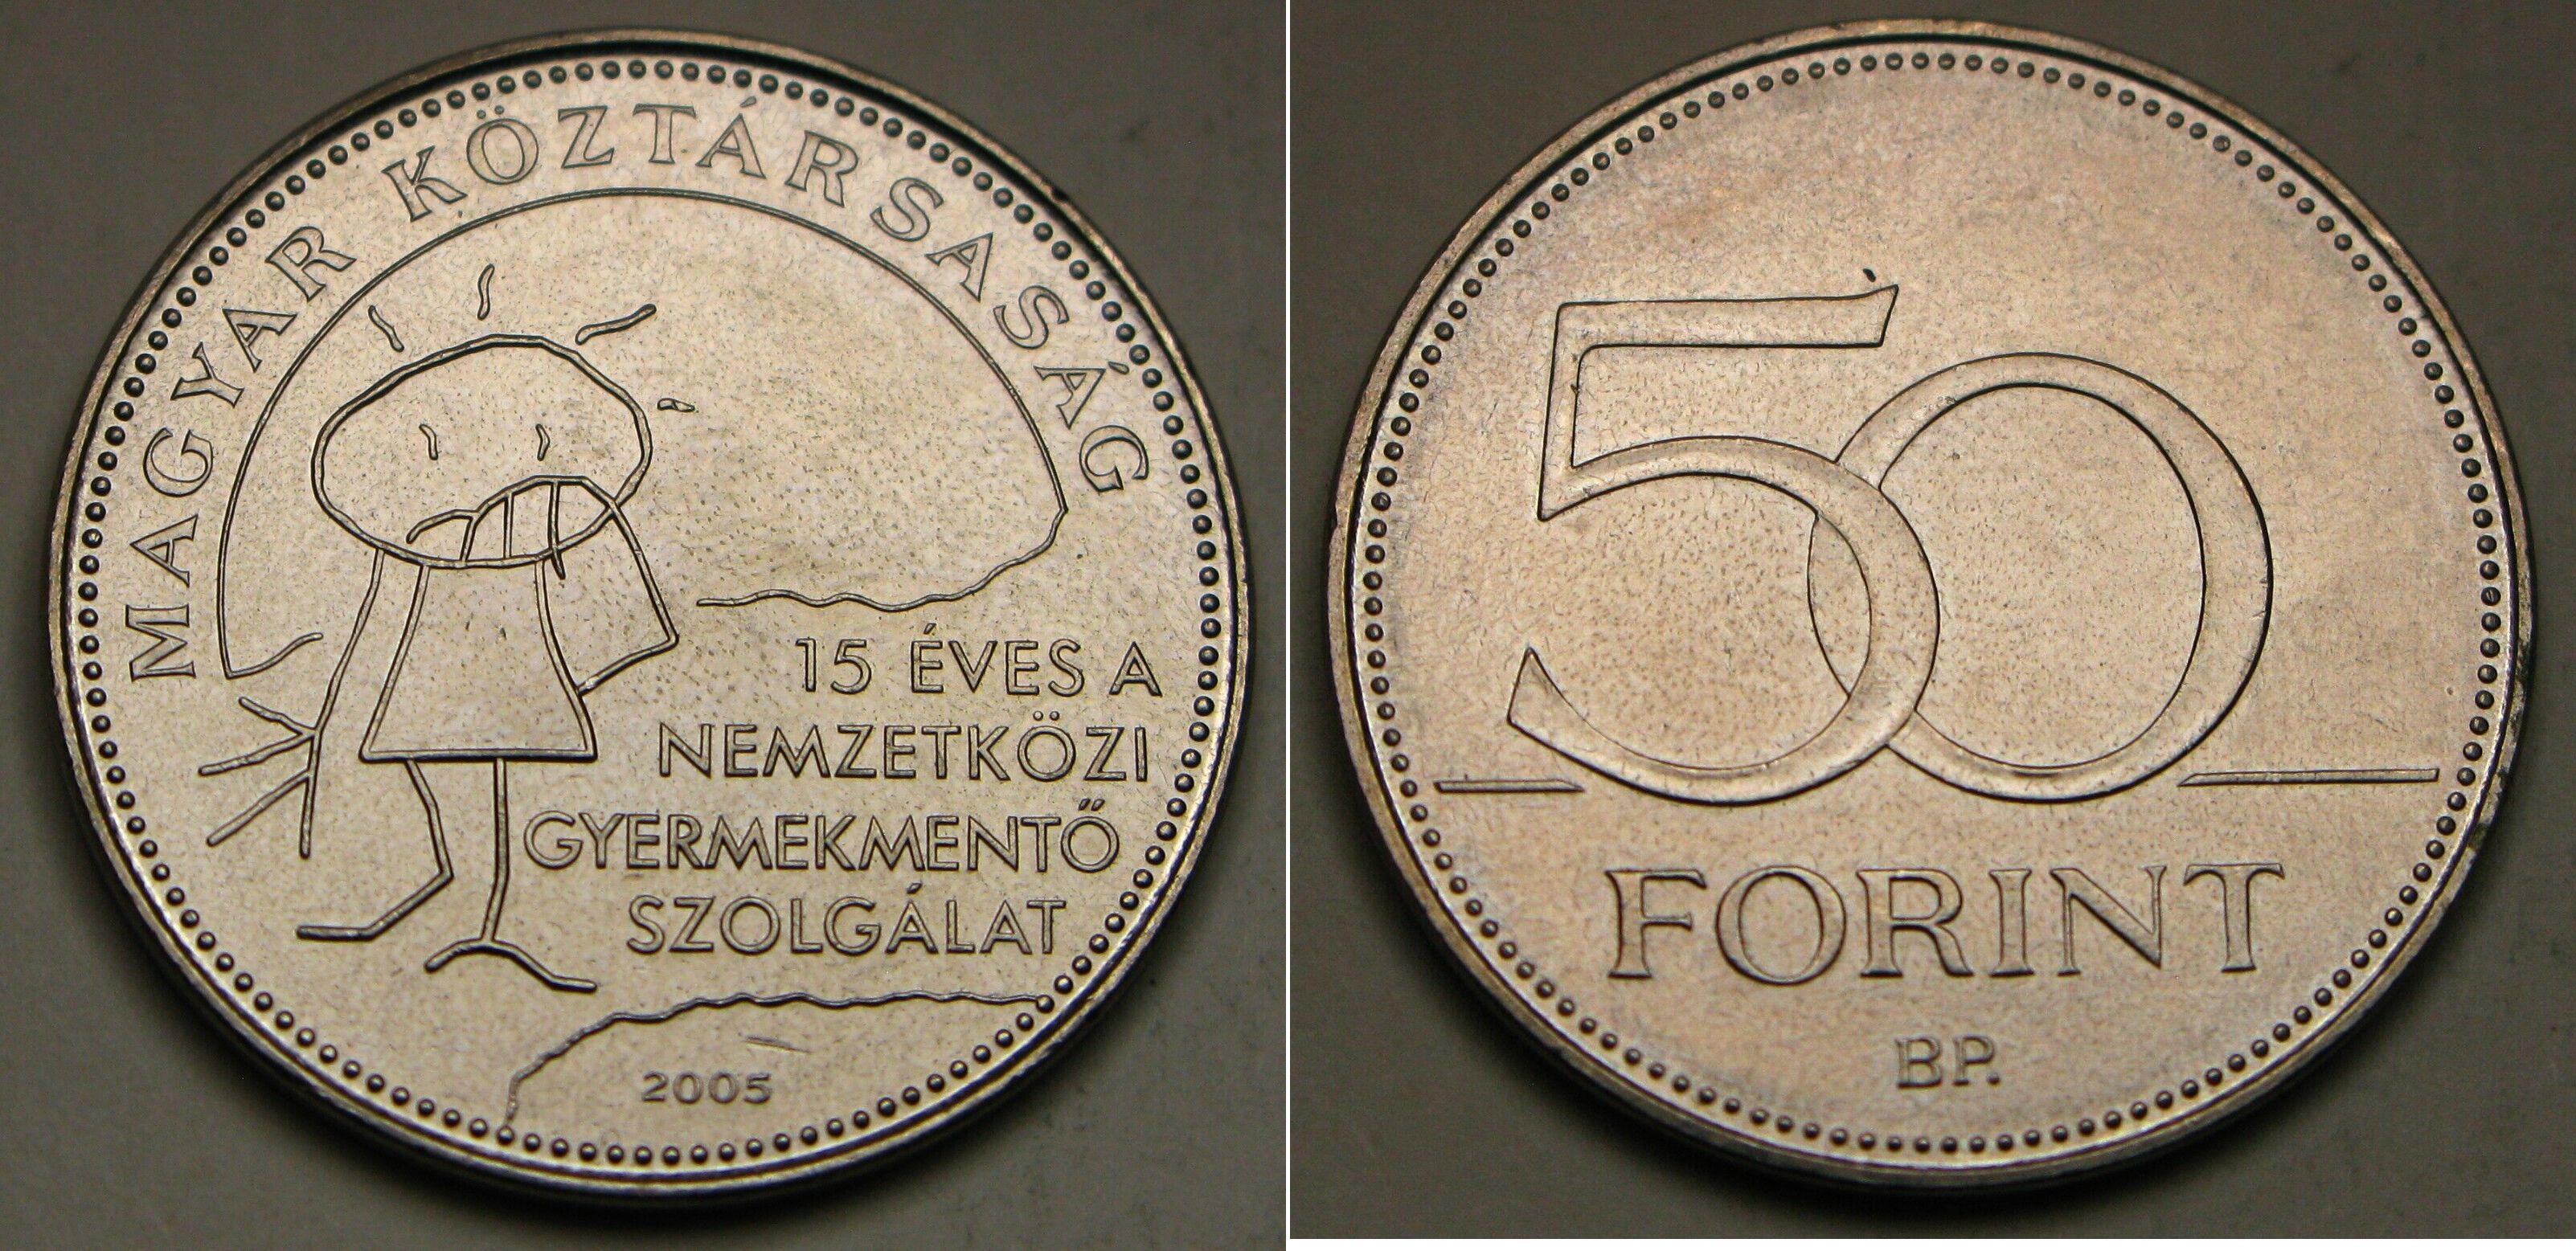 MAGYAR KÖZTÁRSASÁG
15 ÉVES A
NEMZETKÖZI
GYERMEKMENTŐ
SZOLGÁLAT
2005
50
FORINT
BP.